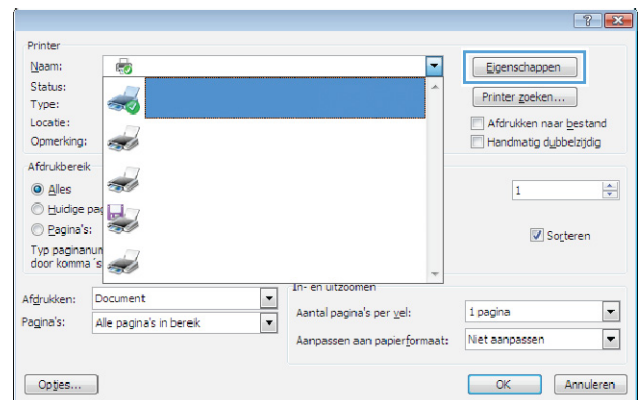 Printer
Naam:
Eigenschappen
Status:
Type:
Printer zoeken...
Locatie:
Afdrukken naar bestand
Opmerking:
Handmatig dubbelzijdig
Afdrukbereik
Alles
1
Huidige pag
Pagina's:
Sorteren
Typ paginanum
door komma's
In- en uitzoomen
Afdrukken: Document
Aantal pagina's per vel: 1 pagina
Pagina's: Alle pagina's in bereik
Aanpassen aan papierformaat: Niet aanpassen
Opties...
OK
Annuleren